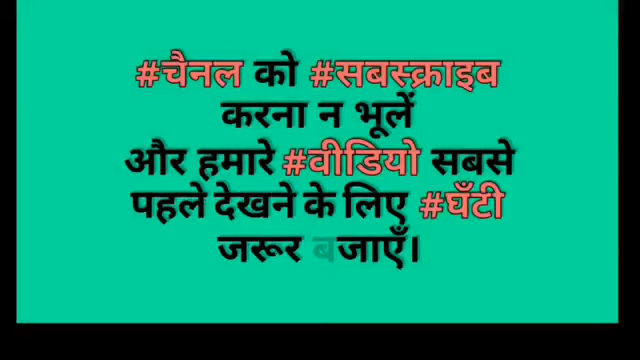 #चैनल को #सबस्क्राइब
करना न भूलें
और हमारे #वीडियो सबसे
पहले देखने के लिए #घँटी
जरूर बजाएँ।